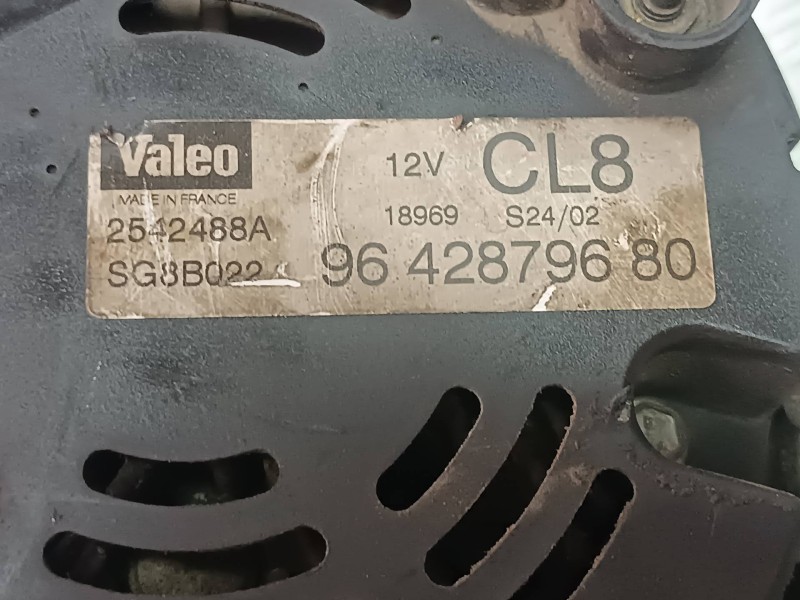 Valeo
MADE IN FRANCE
2542488A
SG8B022
12V CL8
18969 S24/02
96 428796 80